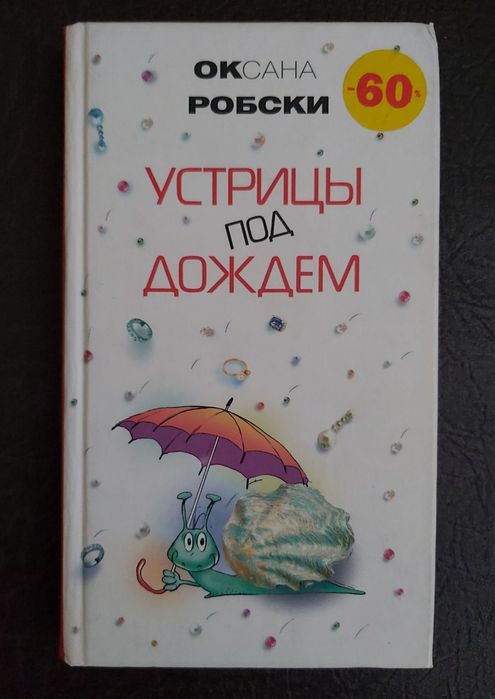 ОКСАНА
РОБСКИ
-60%
УСТРИЦЫ
ПОД
ДОЖДЕМ